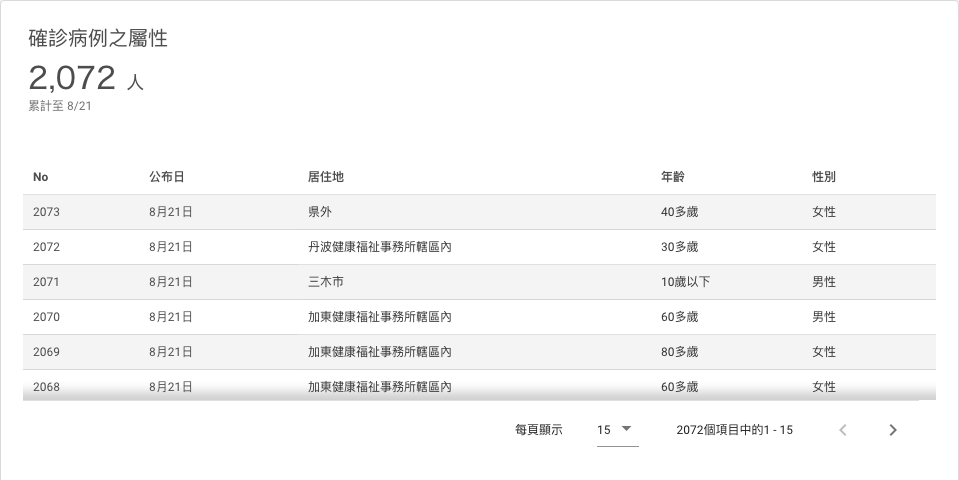 確診病例之屬性
2,072 人
累計至 8/21
No 公布日 居住地 年齡 性別
2073 8月21日 県外 40多歲 女性
2072 8月21日 丹波健康福祉事務所轄區內 30多歲 女性
2071 8月21日 三木市 10歲以下 男性
2070 8月21日 加東健康福祉事務所轄區內 60多歲 男性
2069 8月21日 加東健康福祉事務所轄區內 80多歲 女性
2068 8月21日 加東健康福祉事務所轄區內 60多歲 女性
每頁顯示 15 2072個項目中的1 - 15